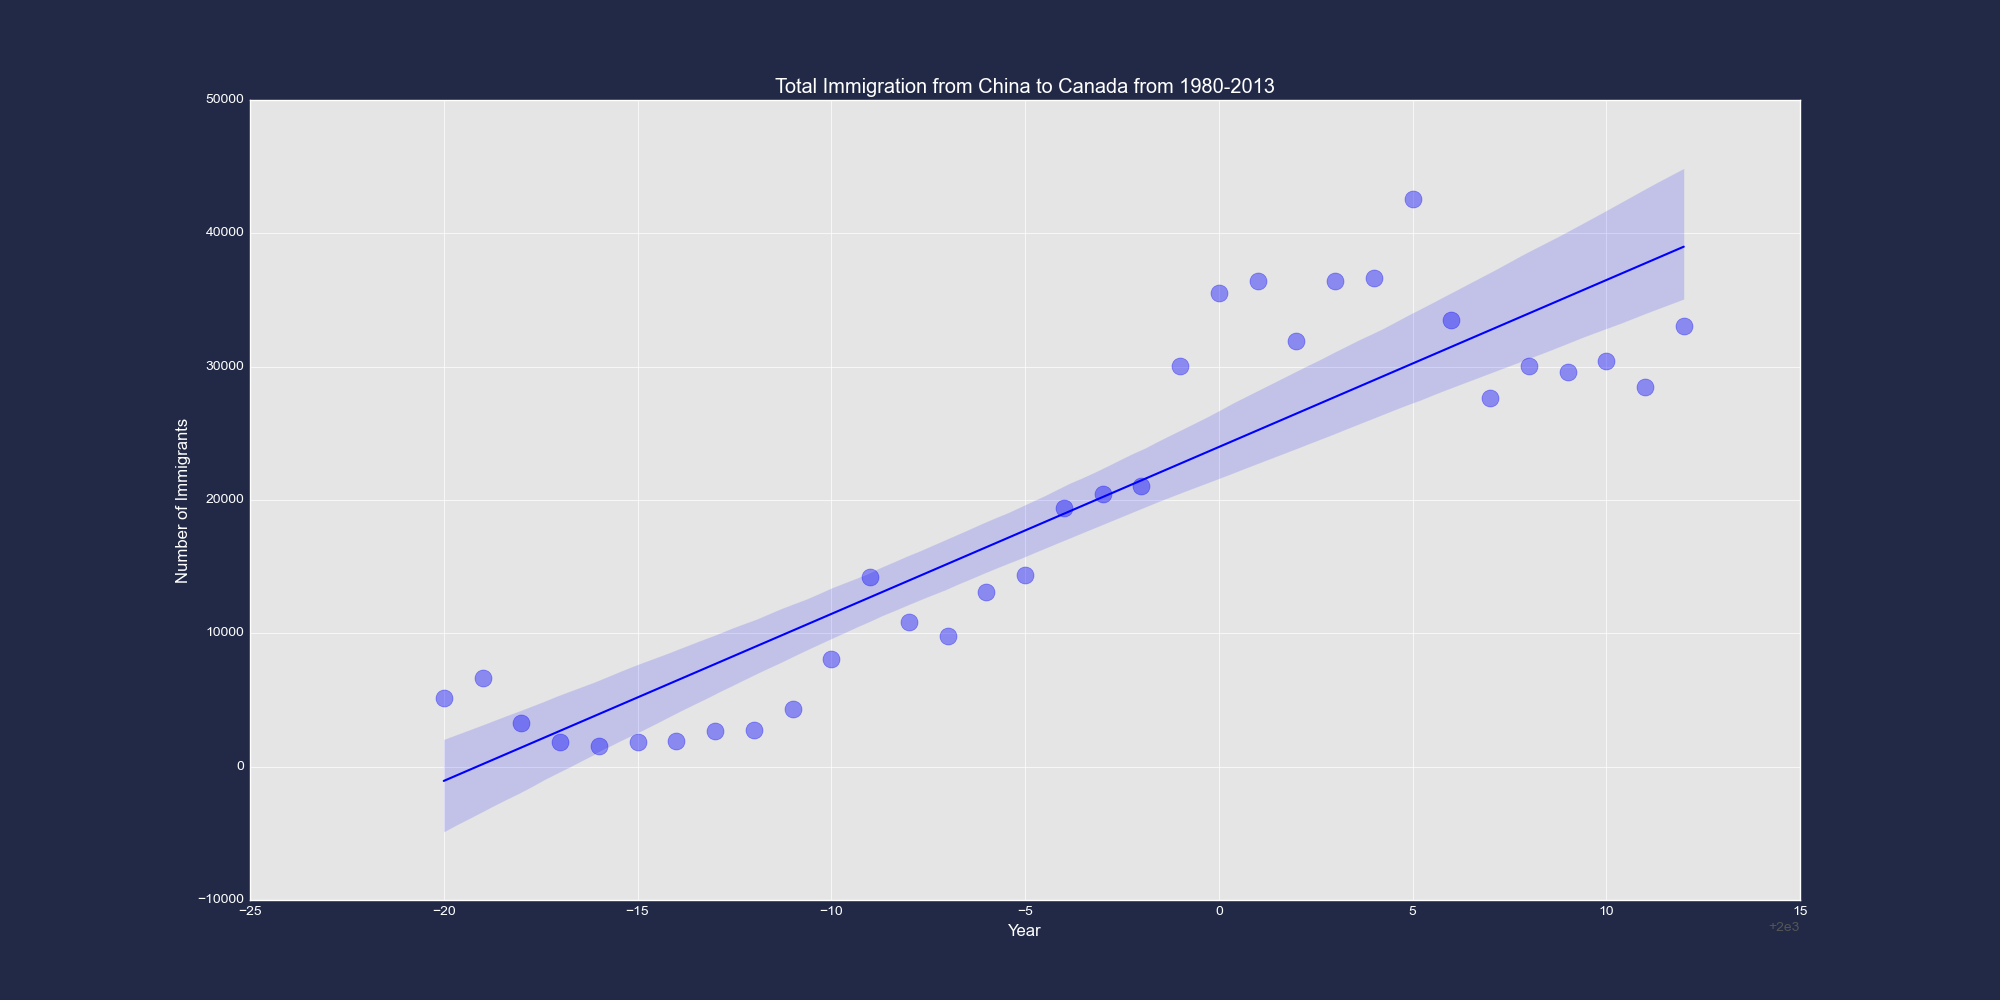 Total Immigration from China to Canada from 1980-2013
50000
40000
30000
20000
10000
0
−10000
Number of Immigrants
−25 −20 −15 −10 −5 0 5 10 15
Year
+2e3